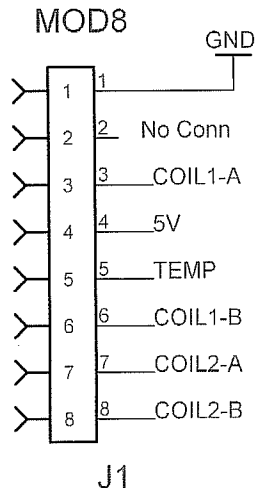 MOD8
GND
1 1
2 2 No Conn
3 3 COIL1-A
4 4 5V
5 5 TEMP
6 6 COIL1-B
7 7 COIL2-A
8 8 COIL2-B
J1